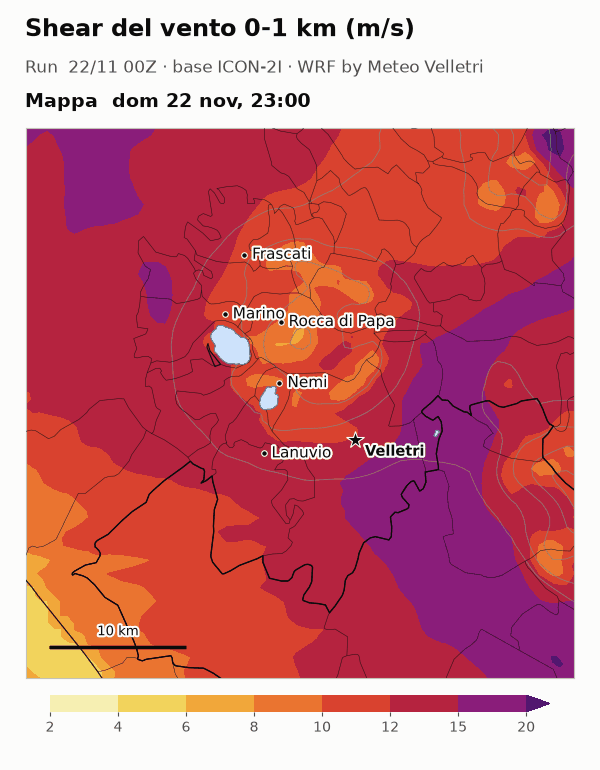 Shear del vento 0-1 km (m/s)
Run  22/11 00Z · base ICON-2I · WRF by Meteo Velletri
Mappa  dom 22 nov, 23:00
Frascati
Marino
Rocca di Papa
Nemi
Velletri
Lanuvio
10 km
2 4 6 8 10 12 15 20